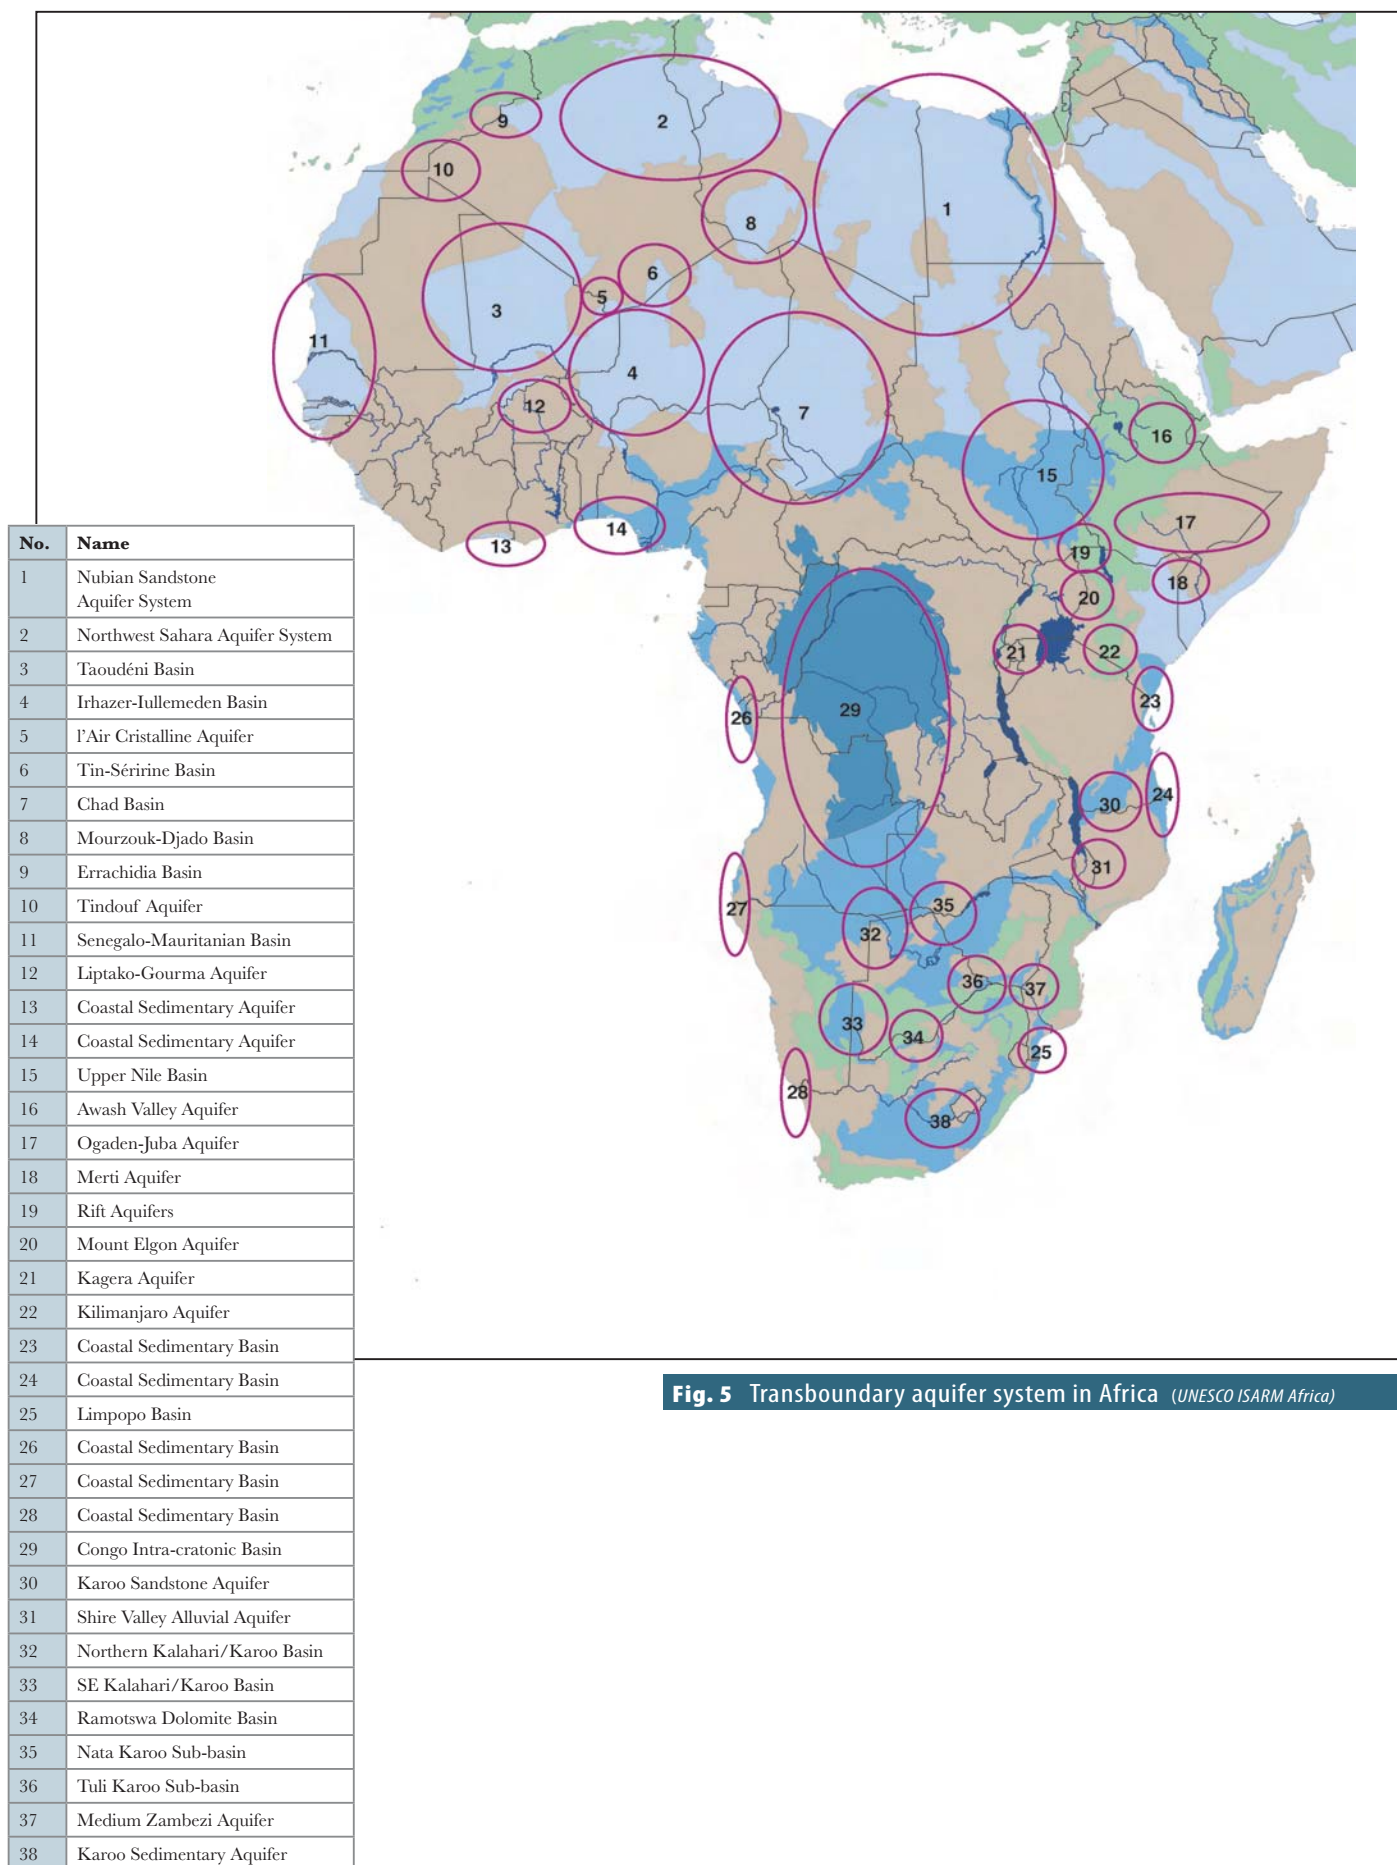 9
2
10
8
1
6
5
3
11
4
12
7
16
15
17
14
13
19
18
20
21
22
23
26
29
24
30
31
35
27
32
36
37
33
34
25
28
38
No. Name
1 Nubian Sandstone
Aquifer System
2 Northwest Sahara Aquifer System
3 Taoudéni Basin
4 Irhazer-Iullemeden Basin
5 l’Air Cristalline Aquifer
6 Tin-Séririne Basin
7 Chad Basin
8 Mourzouk-Djado Basin
9 Errachidia Basin
10 Tindouf Aquifer
11 Senegalo-Mauritanian Basin
12 Liptako-Gourma Aquifer
13 Coastal Sedimentary Aquifer
14 Coastal Sedimentary Aquifer
15 Upper Nile Basin
16 Awash Valley Aquifer
17 Ogaden-Juba Aquifer
18 Merti Aquifer
19 Rift Aquifers
20 Mount Elgon Aquifer
21 Kagera Aquifer
22 Kilimanjaro Aquifer
23 Coastal Sedimentary Basin
24 Coastal Sedimentary Basin
25 Limpopo Basin
26 Coastal Sedimentary Basin
27 Coastal Sedimentary Basin
28 Coastal Sedimentary Basin
29 Congo Intra-cratonic Basin
30 Karoo Sandstone Aquifer
31 Shire Valley Alluvial Aquifer
32 Northern Kalahari/Karoo Basin
33 SE Kalahari/Karoo Basin
34 Ramotswa Dolomite Basin
35 Nata Karoo Sub-basin
36 Tuli Karoo Sub-basin
37 Medium Zambezi Aquifer
38 Karoo Sedimentary Aquifer
Fig. 5 Transboundary aquifer system in Africa (UNESCO ISARM Africa)